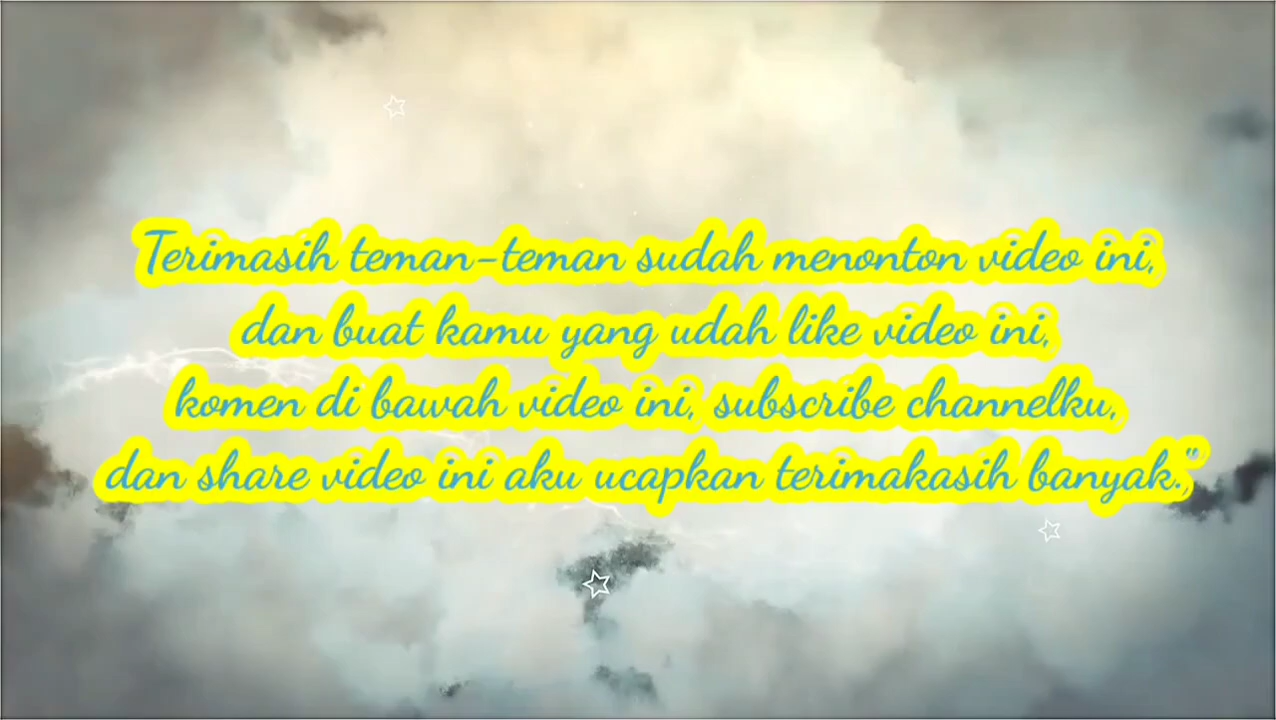 Terimasih teman-teman sudah menonton video ini,
dan buat kamu yang udah like video ini,
komen di bawah video ini, subscribe channelku,
dan share video ini aku ucapkan terimakasih banyak.,"